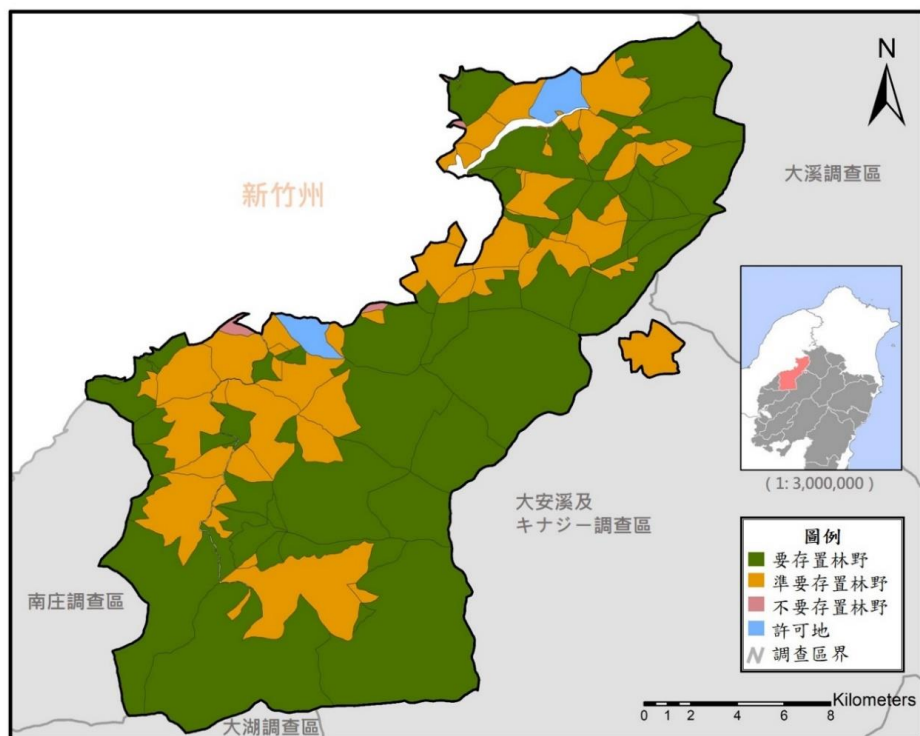 N
大溪調查區
新竹州
(1: 3,000,000)
大安溪及
キナジー調查區
圖例
要存置林野
準要存置林野
不要存置林野
許可地
調查區界
南庄調查區
大湖調查區
Kilometers
0 1 2 4 6 8